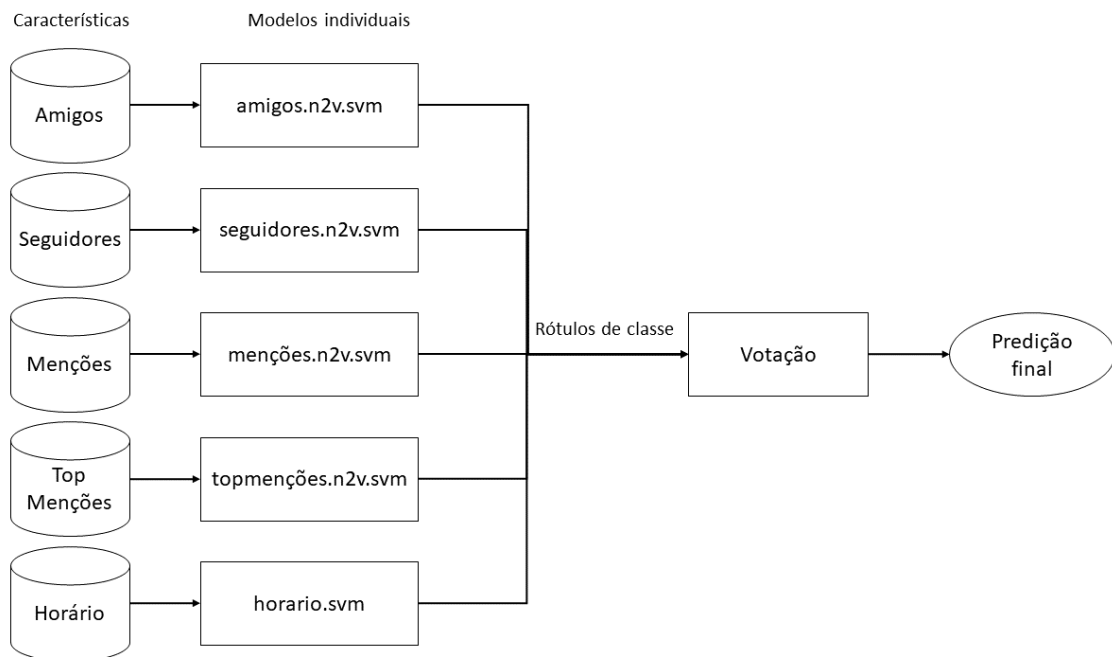 Características
Modelos individuais
Amigos
amigos.n2v.svm
Seguidores
seguidores.n2v.svm
Menções
menções.n2v.svm
Rótulos de classe
Votação
Predição
final
Top
Menções
topmenções.n2v.svm
Horário
horario.svm